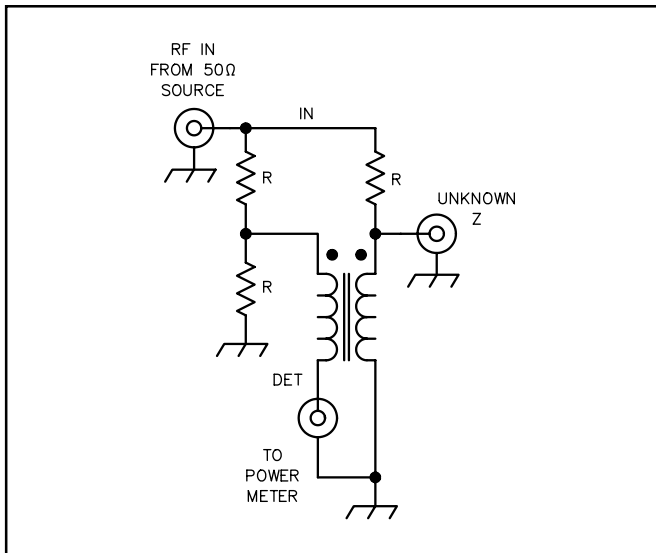 RF IN
FROM 50Ω
SOURCE
IN
R
R
UNKNOWN
Z
R
DET
TO
POWER
METER